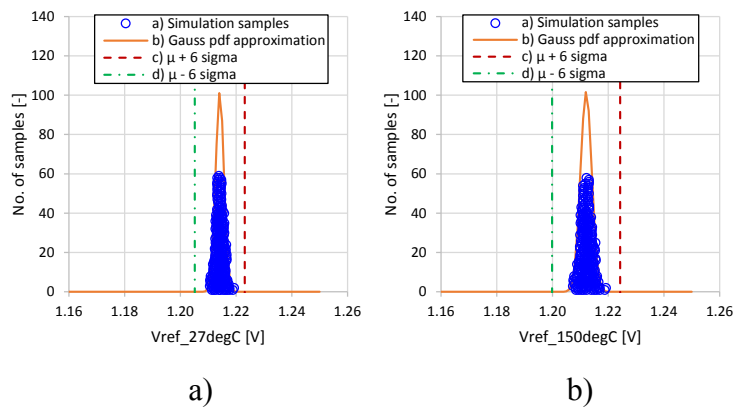 140
120
100
80
60
40
20
0
No. of samples [-]
a) Simulation samples
b) Gauss pdf approximation
c) μ + 6 sigma
d) μ - 6 sigma
1.16 1.18 1.20 1.22 1.24 1.26
Vref_27degC [V]
a)
140
120
100
80
60
40
20
0
No. of samples [-]
a) Simulation samples
b) Gauss pdf approximation
c) μ + 6 sigma
d) μ - 6 sigma
1.16 1.18 1.20 1.22 1.24 1.26
Vref_150degC [V]
b)